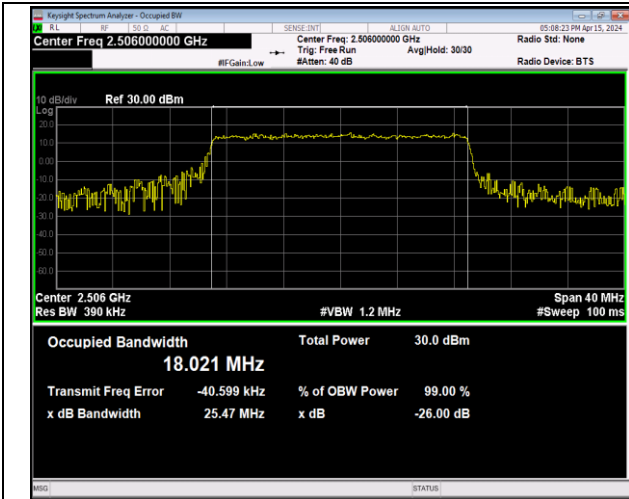 Keysight Spectrum Analyzer - Occupied BW
RL RF 50 Ω AC SENSE:INT ALIGN AUTO 05:08:23 PM Apr 15, 2024
Center Freq 2.506000000 GHz Center Freq: 2.506000000 GHz Radio Std: None
Trig: Free Run Avg|Hold: 30/30
#IFGain:Low #Atten: 40 dB Radio Device: BTS
10 dB/div Ref 30.00 dBm
Log
20.0
10.0
0.00
-10.0
-20.0
-30.0
-40.0
-50.0
-60.0
Center 2.506 GHz Span 40 MHz
Res BW 390 kHz #VBW 1.2 MHz #Sweep 100 ms
Occupied Bandwidth Total Power 30.0 dBm
18.021 MHz
Transmit Freq Error -40.599 kHz % of OBW Power 99.00 %
x dB Bandwidth 25.47 MHz x dB -26.00 dB
MSG STATUS